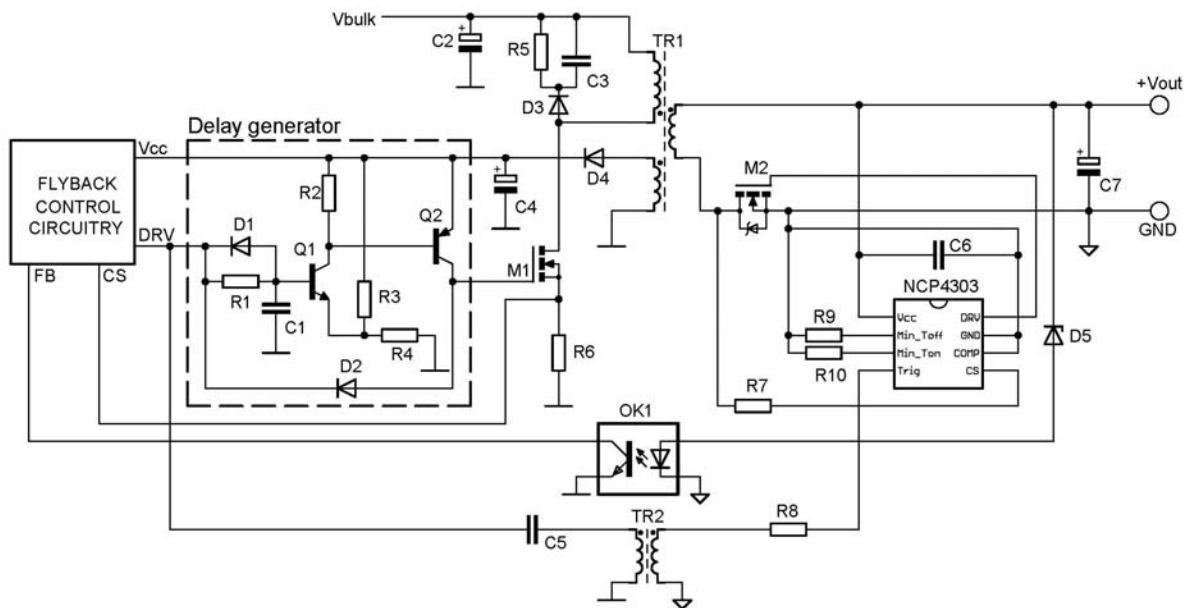 Vbulk
C2
+
R5
C3
TR1
D3
+Vout
Delay generator
Vcc
FLYBACK
CONTROL
CIRCUITRY
DRV
FB
CS
R2
Q2
D1
Q1
R1
C1
R3
R4
D2
+
C4
D4
M1
R6
M2
+
C7
GND
C6
NCP4303
Vcc
DRV
Min_Toff
GND
Min_Ton
COMP
Trig
CS
R9
R10
R7
D5
OK1
TR2
C5
R8